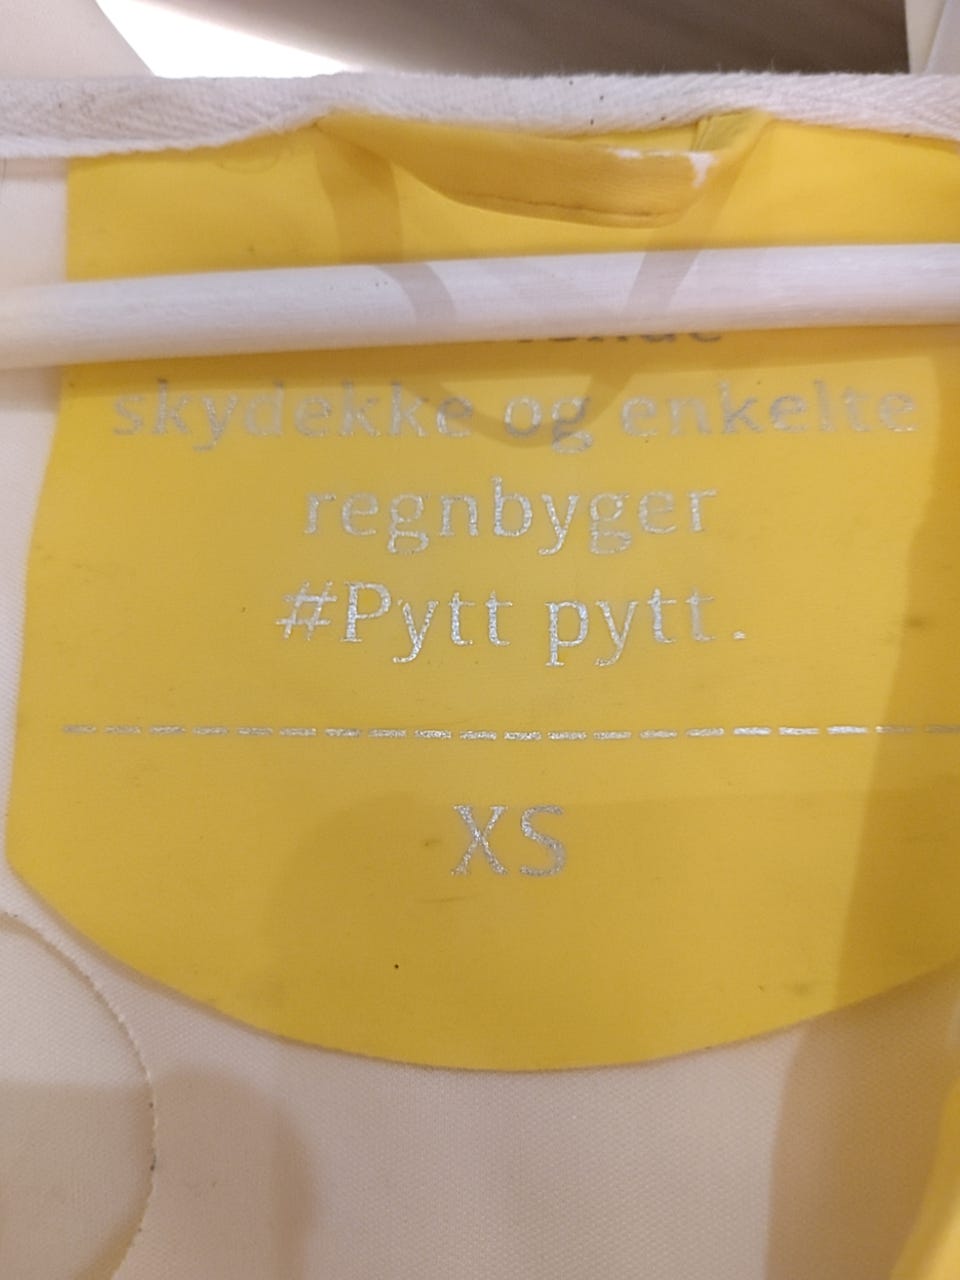 skydekke og enkelte
regnbyger
#Pytt pytt.
XS